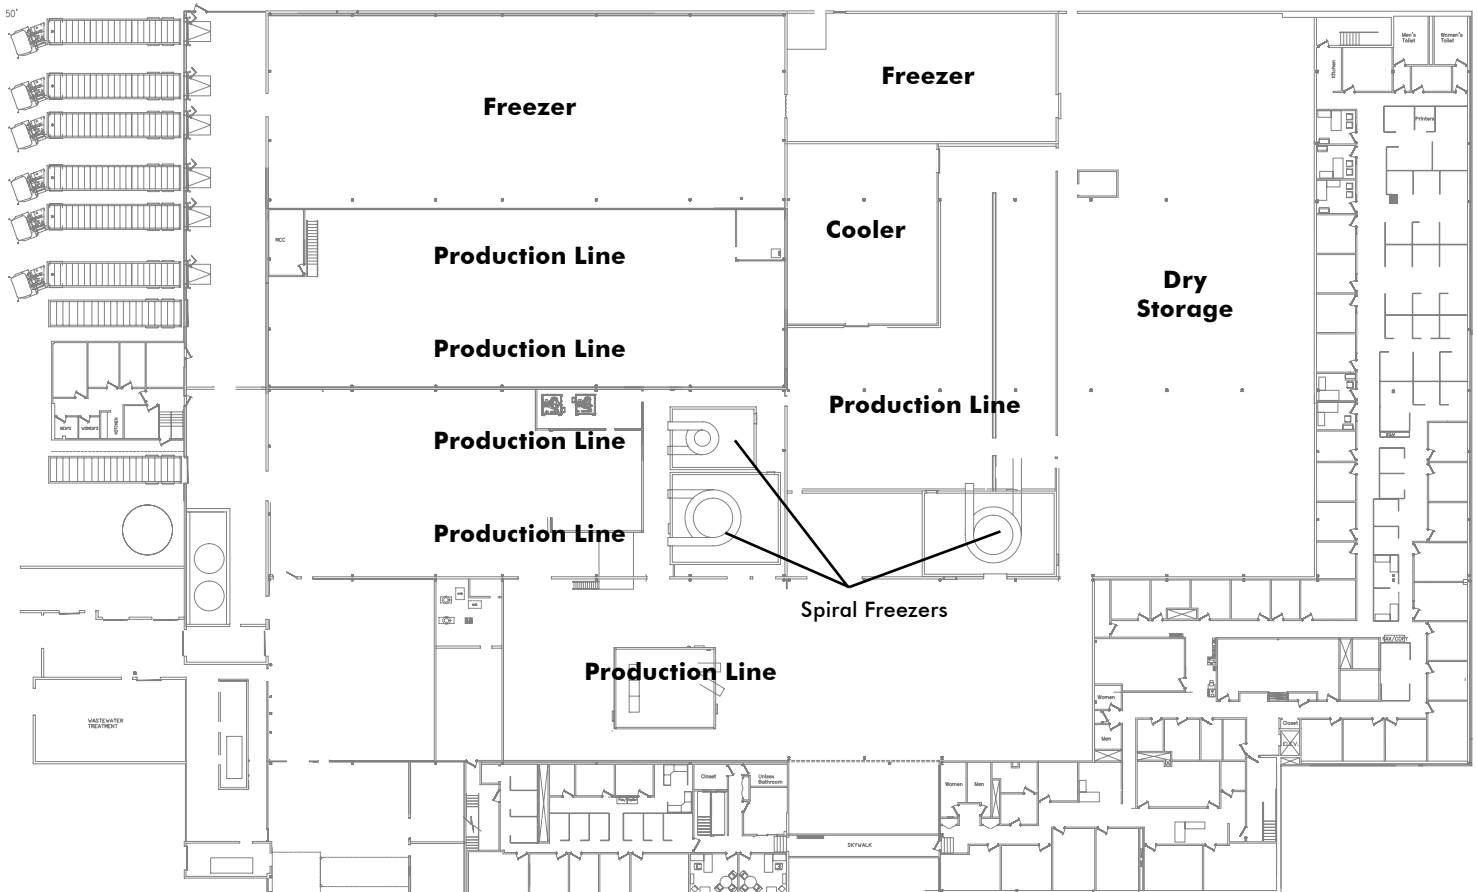 50'
Men's
Toilet
Women's
Toilet
Kitchen
Freezer
Freezer
Printers
MCC
Production Line
Cooler
Dry
Storage
Production Line
Production Line
MEN'S
WOMEN'S
KITCHEN
Production Line
Production Line
Spiral Freezers
FAX/COPY
Production Line
Women
WASTEWATER
TREATMENT
Closet
Men
ELEV.
Closet
Unisex
Bathroom
Women
Men
SKYWALK